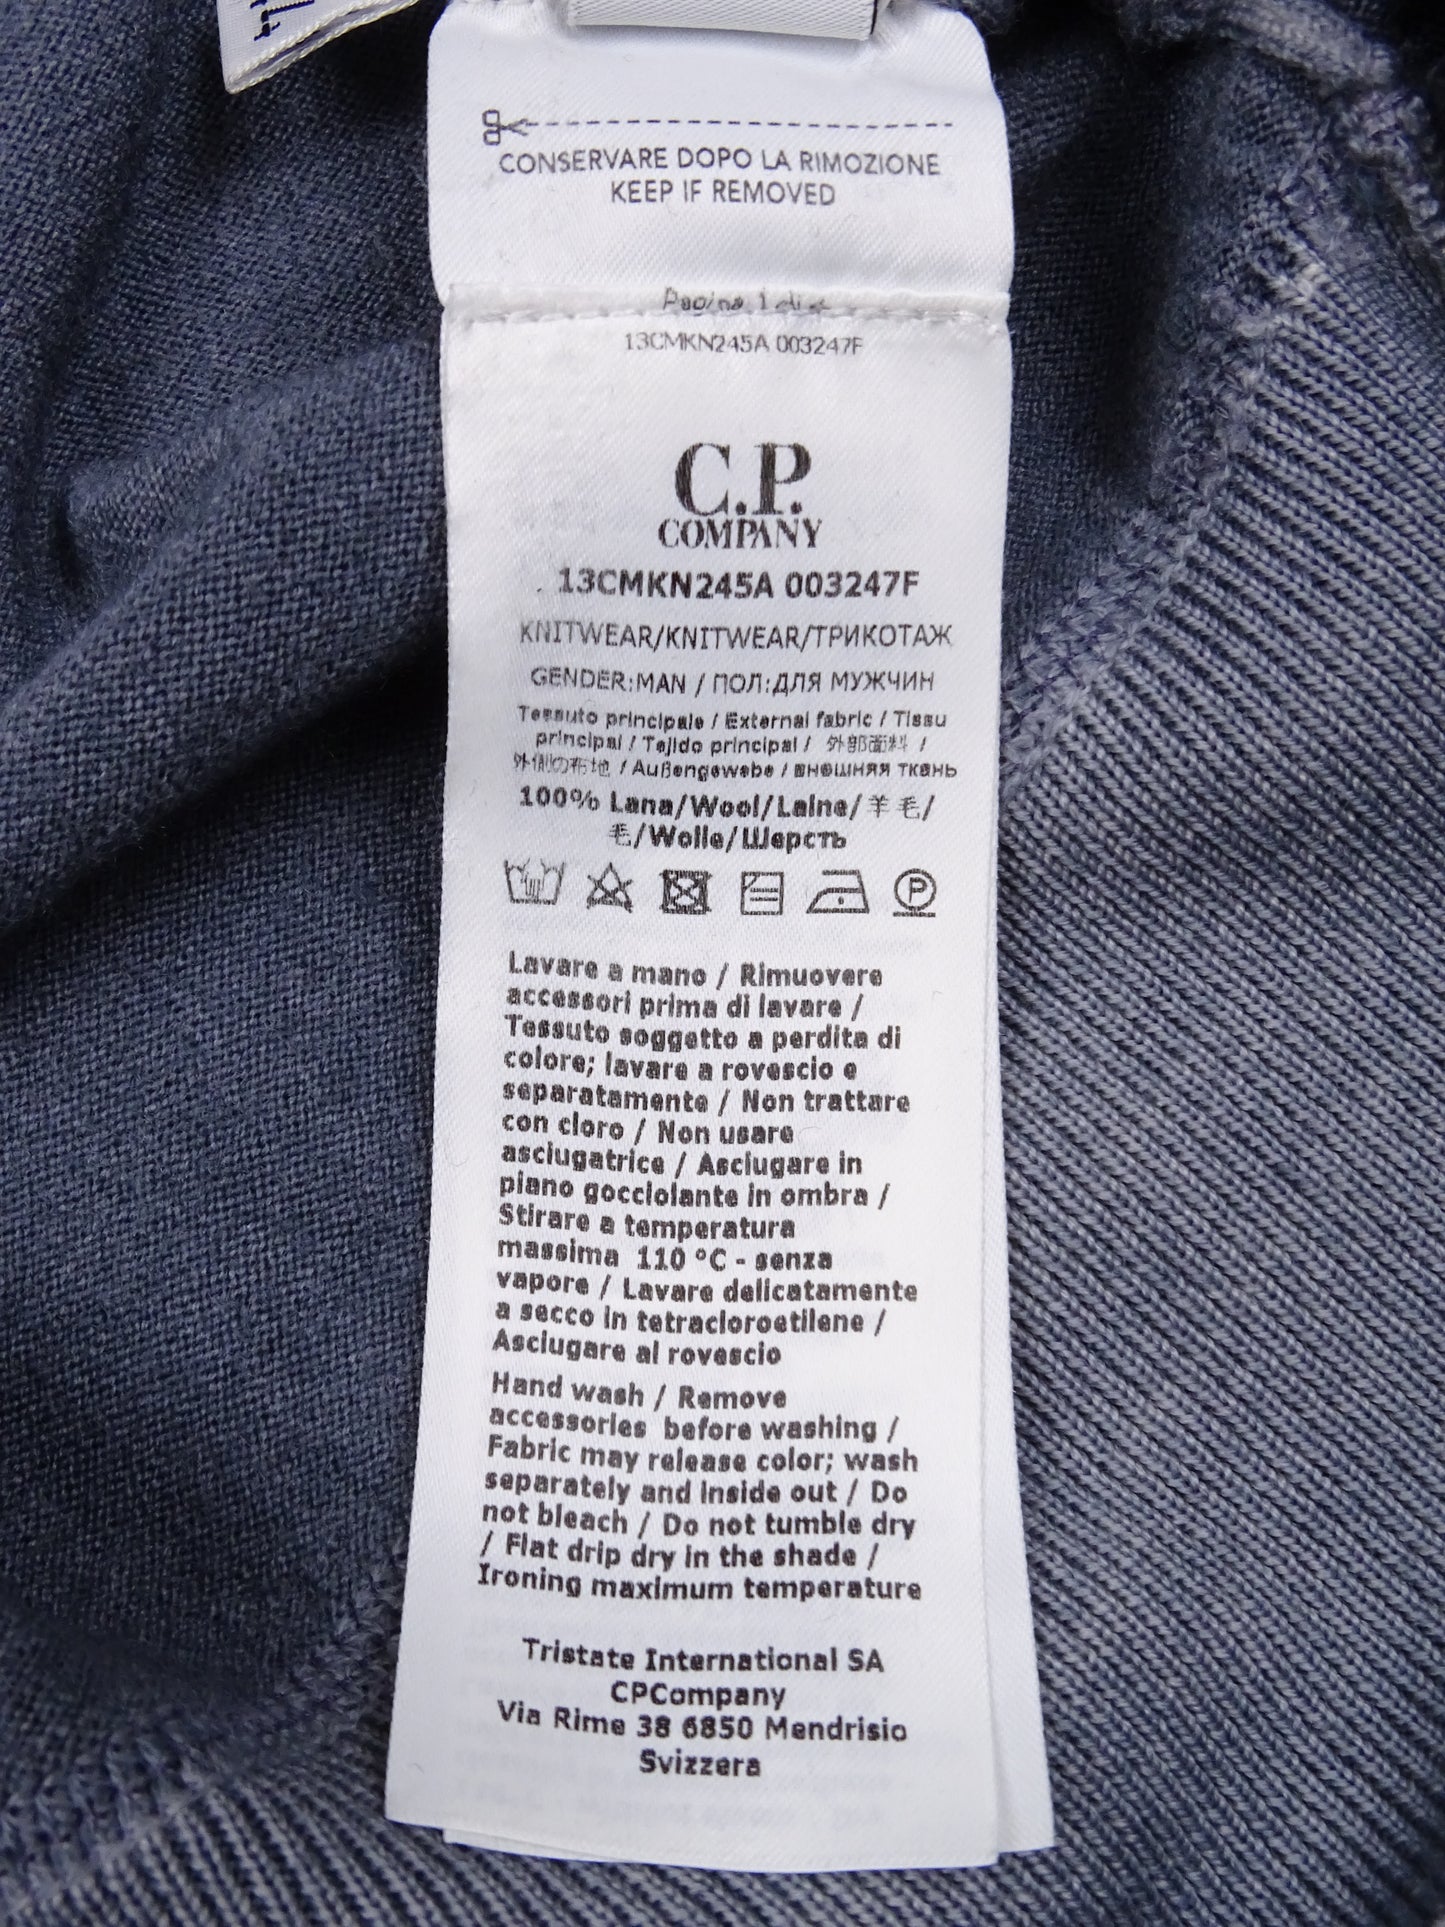 CONSERVARE DOPO LA RIMOZIONE
KEEP IF REMOVED
Pagina 1 di
13CMKN245A 003247F
C.P.
COMPANY
13CMKN245A 003247F
KNITWEAR/KNITWEAR/ТРИКОТАЖ
GENDER:MAN / ПОЛ:ДЛЯ МУЖЧИН
Tessuto principale / External fabric / Tissu
principal / Tejido principal / 外部面料 /
外側の布地 / Außengewebe / внешняя ткань
100% Lana/Wool/Laine/羊毛/
毛/Wolle/Шерсть
P
Lavare a mano / Rimuovere
accessori prima di lavare /
Tessuto soggetto a perdita di
colore; lavare a rovescio e
separatamente / Non trattare
con cloro / Non usare
asciugatrice / Asciugare in
piano gocciolante in ombra /
Stirare a temperatura
massima 110 °C - senza
vapore / Lavare delicatamente
a secco in tetracloroetilene /
Asciugare al rovescio
Hand wash / Remove
accessories before washing /
Fabric may release color; wash
separately and inside out / Do
not bleach / Do not tumble dry
/ Flat drip dry in the shade /
Ironing maximum temperature
Tristate International SA
CPCompany
Via Rime 38 6850 Mendrisio
Svizzera